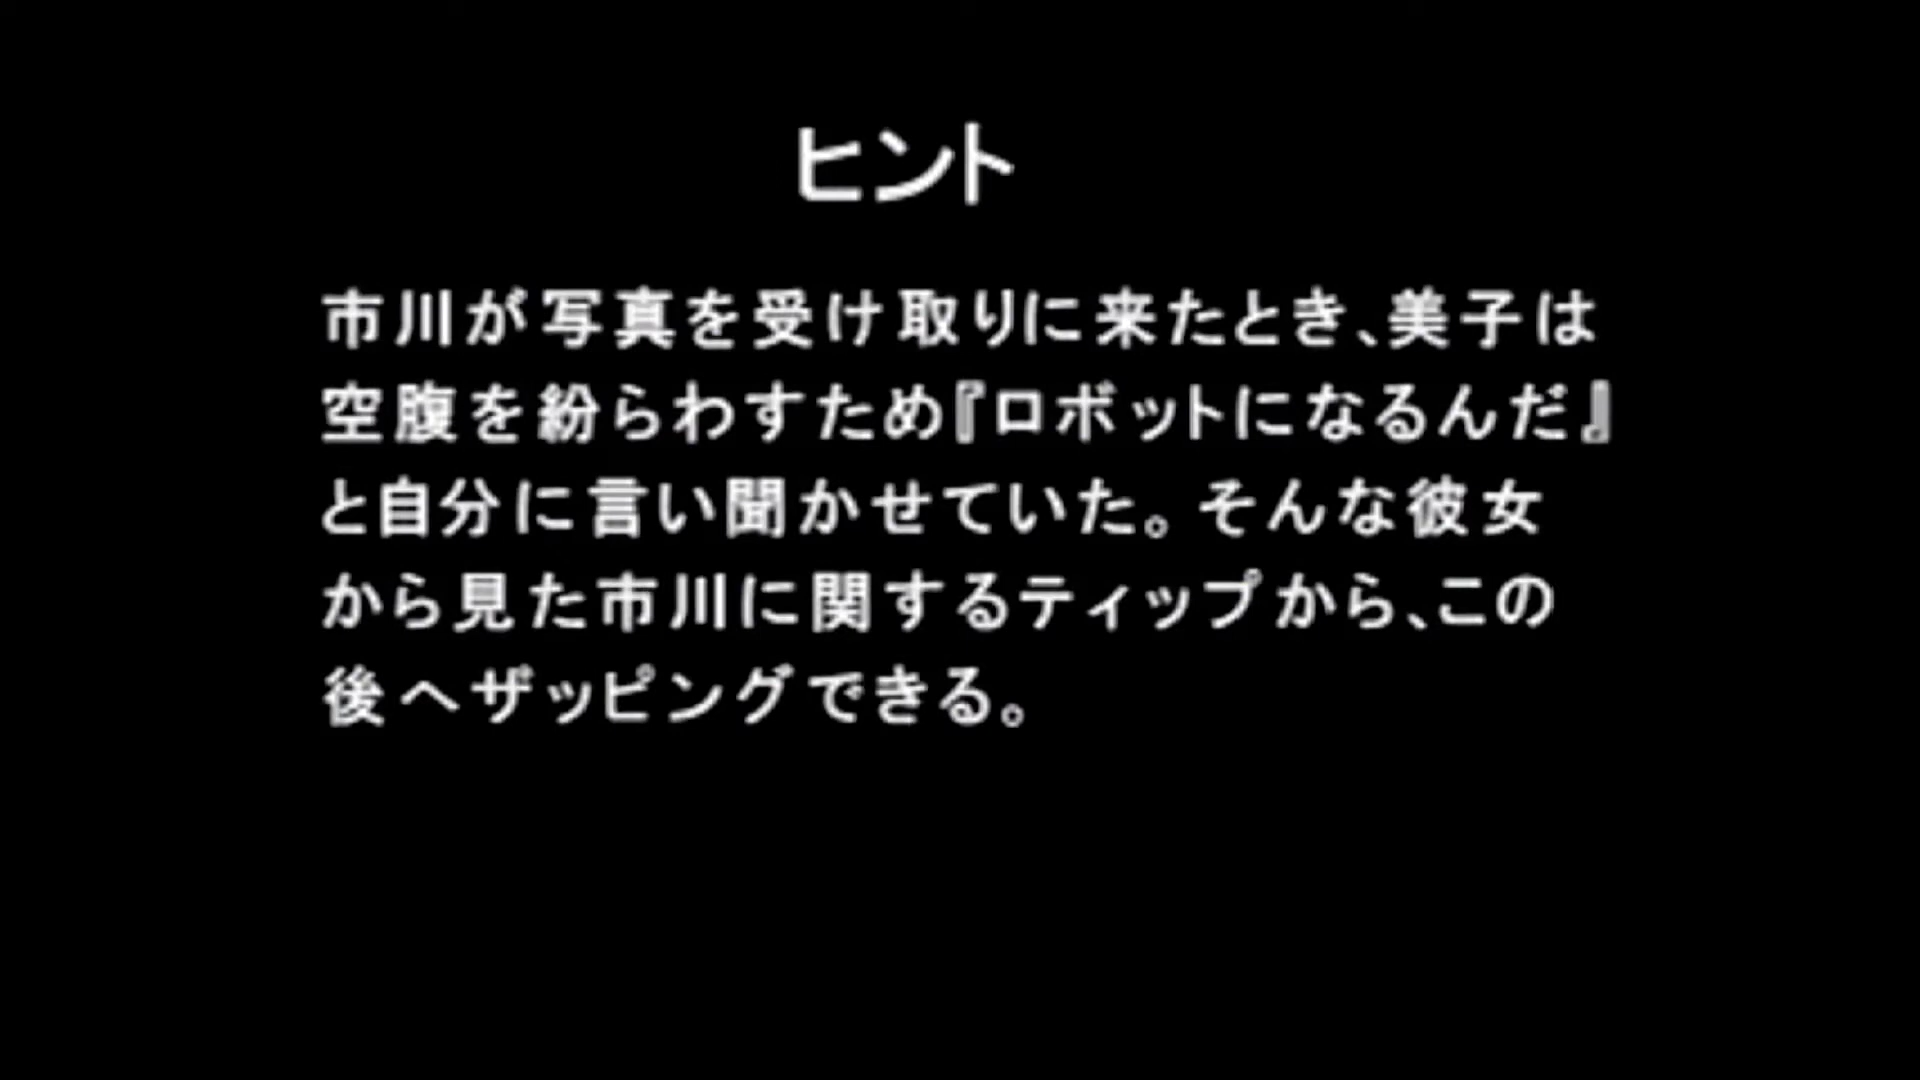 ヒント
市川が写真を受け取りに来たとき、美子は
空腹を紛らわすため『ロボットになるんだ』
と自分に言い聞かせていた。そんな彼女
から見た市川に関するティップから、この
後へザッピングできる。